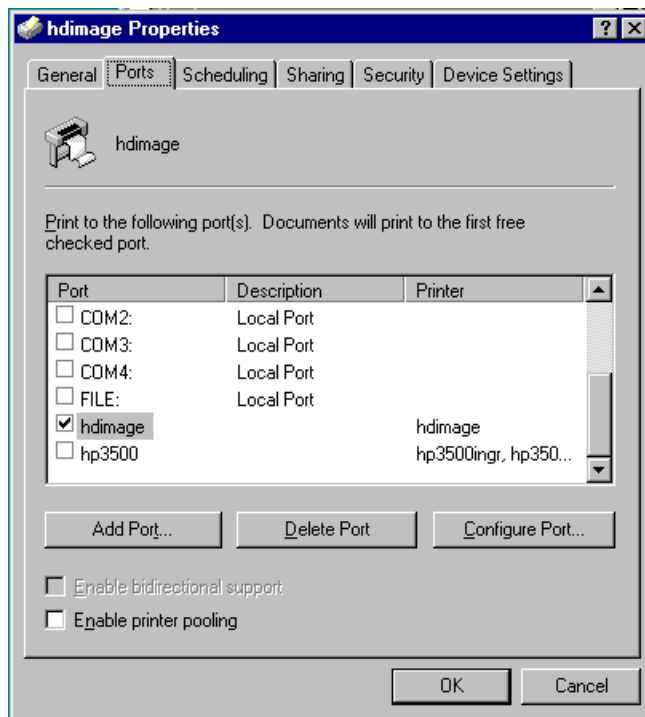 hdimage Properties
General Ports Scheduling Sharing Security Device Settings
hdimage
Print to the following port(s). Documents will print to the first free
checked port.
Port Description Printer
COM2: Local Port
COM3: Local Port
COM4: Local Port
FILE: Local Port
hdimage hdimage
hp3500 hp3500ingr, hp350...
Add Port... Delete Port Configure Port...
Enable bidirectional support
Enable printer pooling
OK Cancel